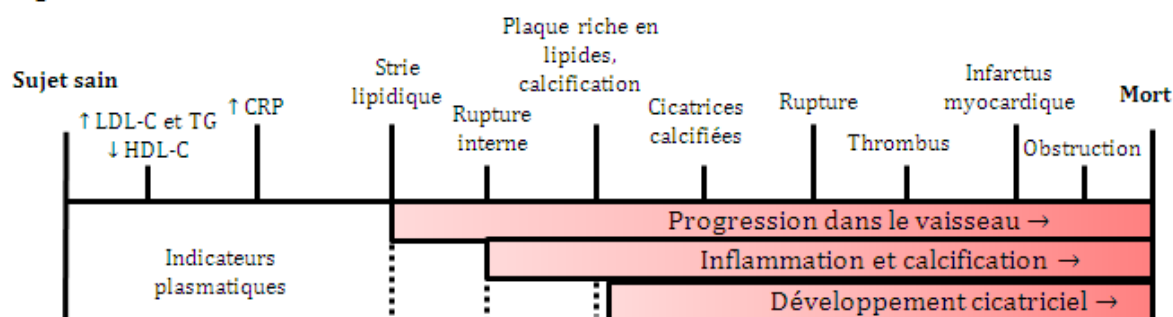 Sujet sain
↑ LDL-C et TG
↓ HDL-C
↑ CRP
Strie
lipidique
Rupture
interne
Plaque riche en
lipides,
calcification
Cicatrices
calcifiées
Rupture
Thrombus
Infarctus
myocardique
Obstruction
Mort
Indicateurs
plasmatiques
Progression dans le vaisseau →
Inflammation et calcification →
Développement cicatriciel →